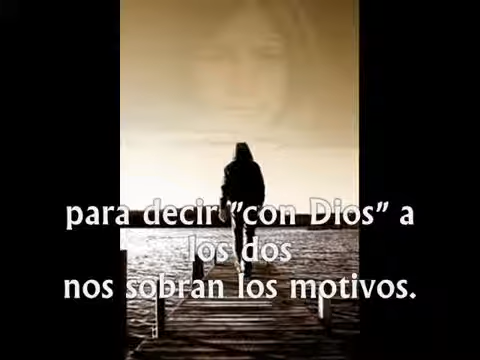 para decir "con Dios" a
los dos
nos sobran los motivos.